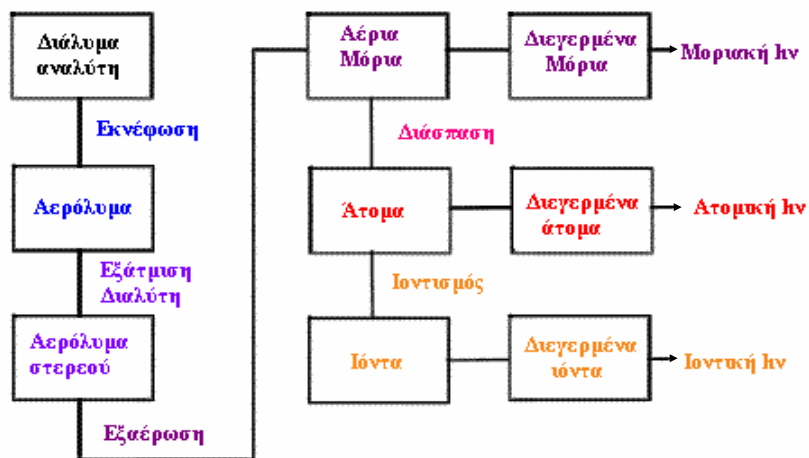 Διάλυμα
αναλύτη
Εκνέφωση
Αερόλυμα
Εξάτμιση
Διαλύτη
Αερόλυμα
στερεού
Εξαέρωση
Αέρια
Μόρια
Διεγερμένα
Μόρια
Μοριακή hν
Διάσπαση
Άτομα
Διεγερμένα
άτομα
Ατομική hν
Ιοντισμός
Ιόντα
Διεγερμένα
ιόντα
Ιοντική hν